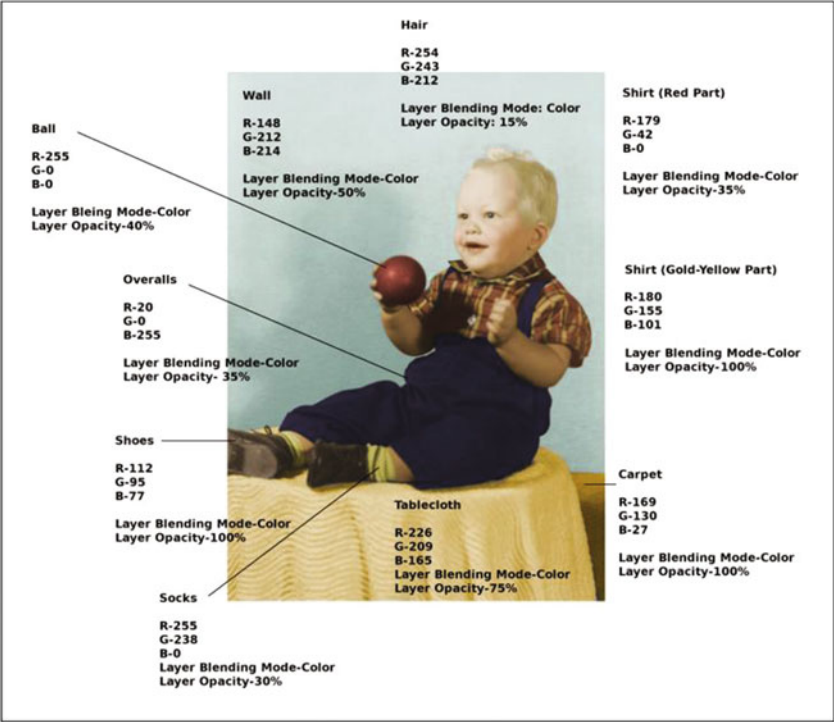 Hair
R-254
G-243
B-212
Layer Blending Mode: Color
Layer Opacity: 15%
Wall
R-148
G-212
B-214
Layer Blending Mode-Color
Layer Opacity-50%
Shirt (Red Part)
R-179
G-42
B-0
Layer Blending Mode-Color
Layer Opacity-35%
Ball
R-255
G-0
B-0
Layer Bleing Mode-Color
Layer Opacity-40%
Overalls
R-20
G-0
B-255
Layer Blending Mode-Color
Layer Opacity- 35%
Shirt (Gold-Yellow Part)
R-180
G-155
B-101
Layer Blending Mode-Color
Layer Opacity-100%
Shoes
R-112
G-95
B-77
Layer Blending Mode-Color
Layer Opacity-100%
Carpet
R-169
G-130
B-27
Layer Blending Mode-Color
Layer Opacity-100%
Tablecloth
R-226
G-209
B-165
Layer Blending Mode-Color
Layer Opacity-75%
Socks
R-255
G-238
B-0
Layer Blending Mode-Color
Layer Opacity-30%